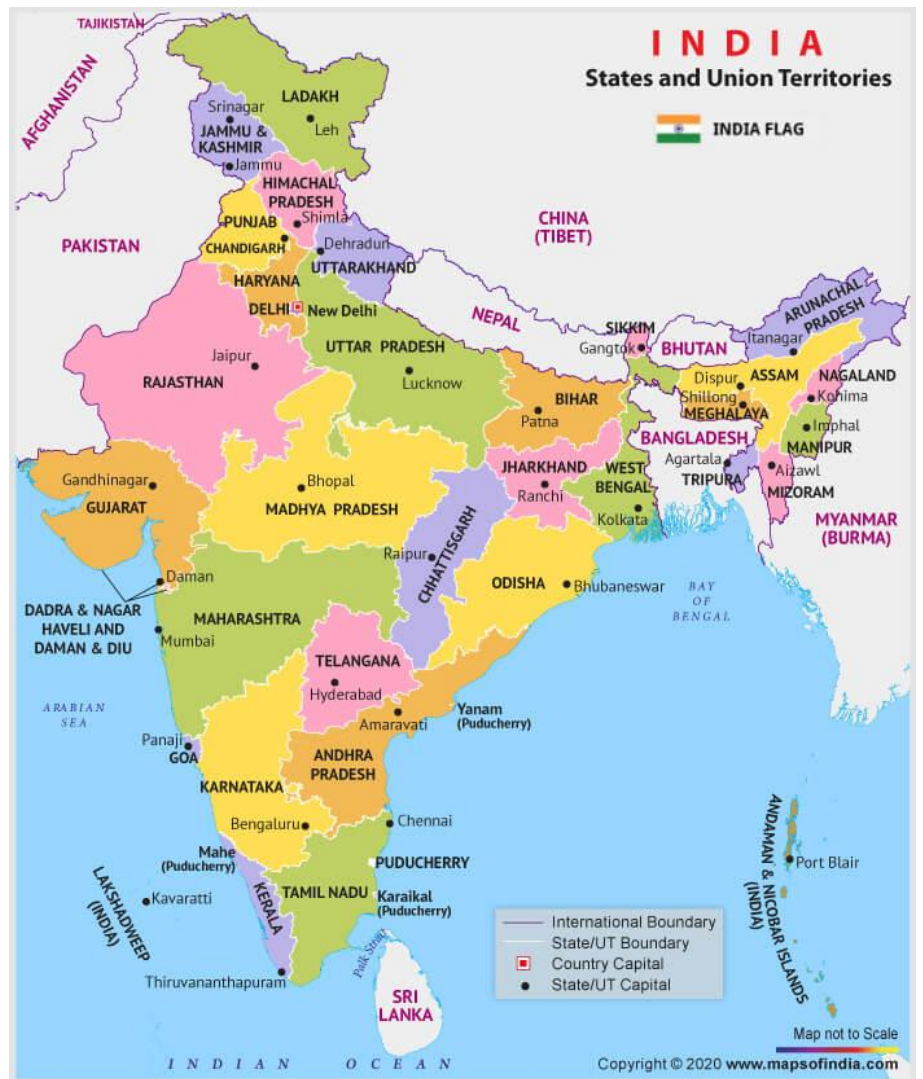 INDIA
States and Union Territories
INDIA FLAG
TAJIKISTAN
AFGHANISTAN
PAKISTAN
CHINA
(TIBET)
NEPAL
BHUTAN
BANGLADESH
MYANMAR
(BURMA)
SRI
LANKA
LADAKH
Leh
Srinagar
JAMMU &
KASHMIR
Jammu
HIMACHAL
PRADESH
Shimla
PUNJAB
CHANDIGARH
Dehradun
UTTARAKHAND
HARYANA
DELHI
New Delhi
UTTAR PRADESH
Lucknow
Jaipur
RAJASTHAN
BIHAR
Patna
SIKKIM
Gangtok
ARUNACHAL
PRADESH
Itanagar
ASSAM
Dispur
Shillong
MEGHALAYA
NAGALAND
Kohima
Imphal
MANIPUR
Agartala
TRIPURA
Aizawl
MIZORAM
JHARKHAND
Ranchi
WEST
BENGAL
Kolkata
Gandhinagar
GUJARAT
Bhopal
MADHYA PRADESH
Raipur
CHHATTISGARH
ODISHA
Bhubaneswar
Daman
DADRA & NAGAR
HAVELI AND
DAMAN & DIU
MAHARASHTRA
Mumbai
TELANGANA
Hyderabad
Amaravati
Yanam
(Puducherry)
ANDHRA
PRADESH
Panaji
GOA
KARNATAKA
Bengaluru
Chennai
Mahe
(Puducherry)
PUDUCHERRY
KERALA
TAMIL NADU
Karaikal
(Puducherry)
LAKSHADWEEP
(INDIA)
Kavaratti
Thiruvananthapuram
Palk Strait
ANDAMAN & NICOBAR ISLANDS
(INDIA)
Port Blair
ARABIAN
SEA
BAY
OF
BENGAL
INDIAN OCEAN
International Boundary
State/UT Boundary
Country Capital
State/UT Capital
Map not to Scale
Copyright © 2020 www.mapsofindia.com